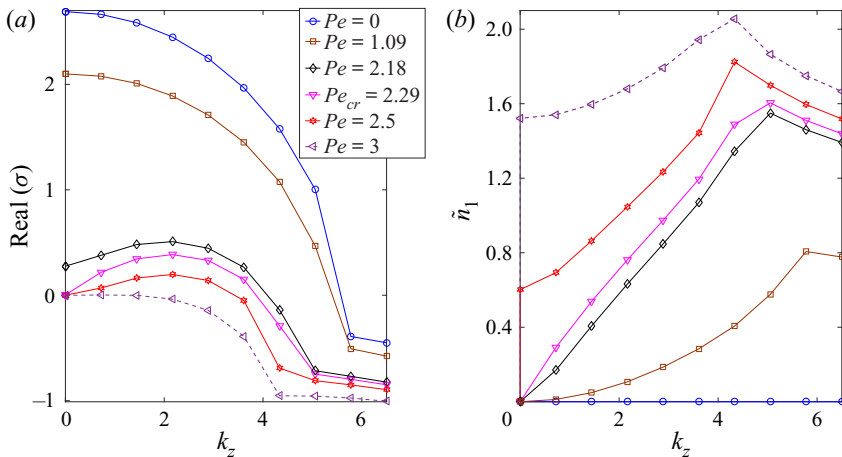 (a)
Pe = 0
Pe = 1.09
Pe = 2.18
Pe_cr = 2.29
Pe = 2.5
Pe = 3
Real (σ)
2
1
0
−1
0 2 4 6
k_z
(b)
ñ_1
2.0
1.6
1.2
0.8
0.4
0 2 4 6
k_z